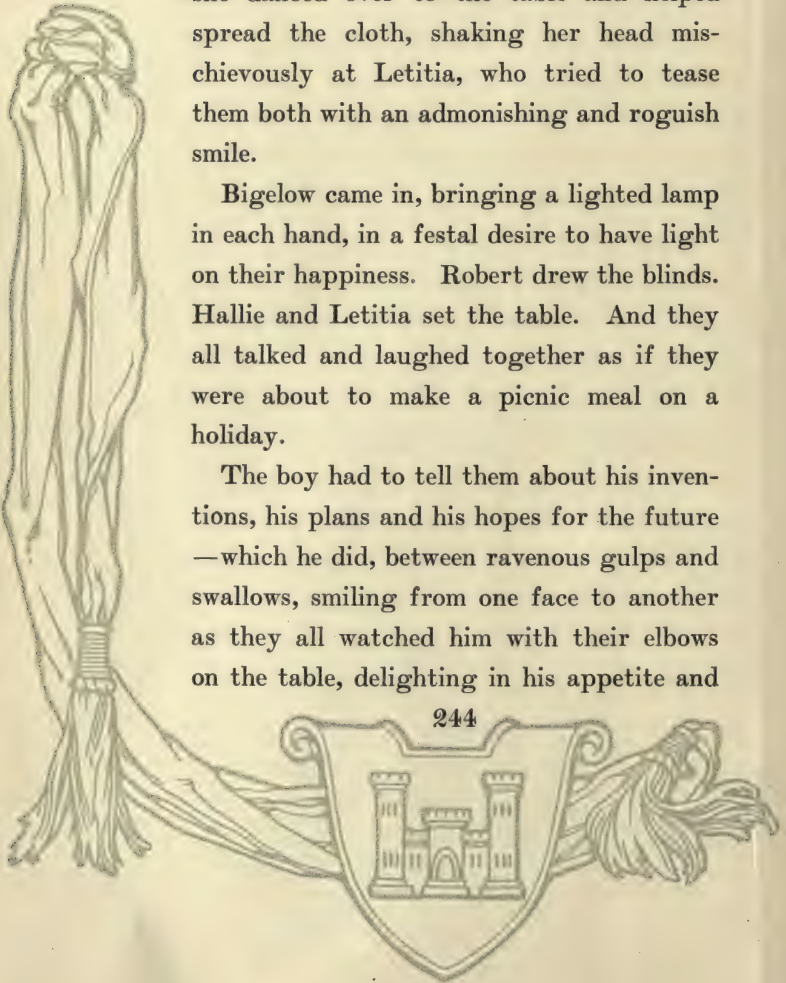 spread the cloth, shaking her head mis-
chievously at Letitia, who tried to tease
them both with an admonishing and roguish
smile.
Bigelow came in, bringing a lighted lamp
in each hand, in a festal desire to have light
on their happiness. Robert drew the blinds.
Hallie and Letitia set the table. And they
all talked and laughed together as if they
were about to make a picnic meal on a
holiday.
The boy had to tell them about his inven-
tions, his plans and his hopes for the future
—which he did, between ravenous gulps and
swallows, smiling from one face to another
as they all watched him with their elbows
on the table, delighting in his appetite and
244